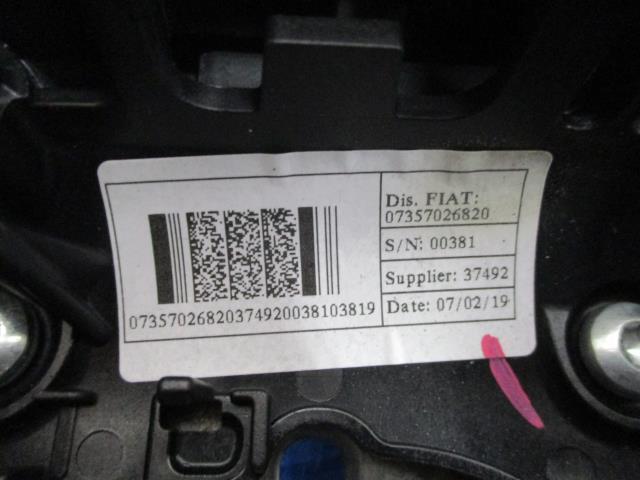 Dis. FIAT:
07357026820
S/N: 00381
Supplier: 37492
Date: 07/02/19
07357026820374920038103819